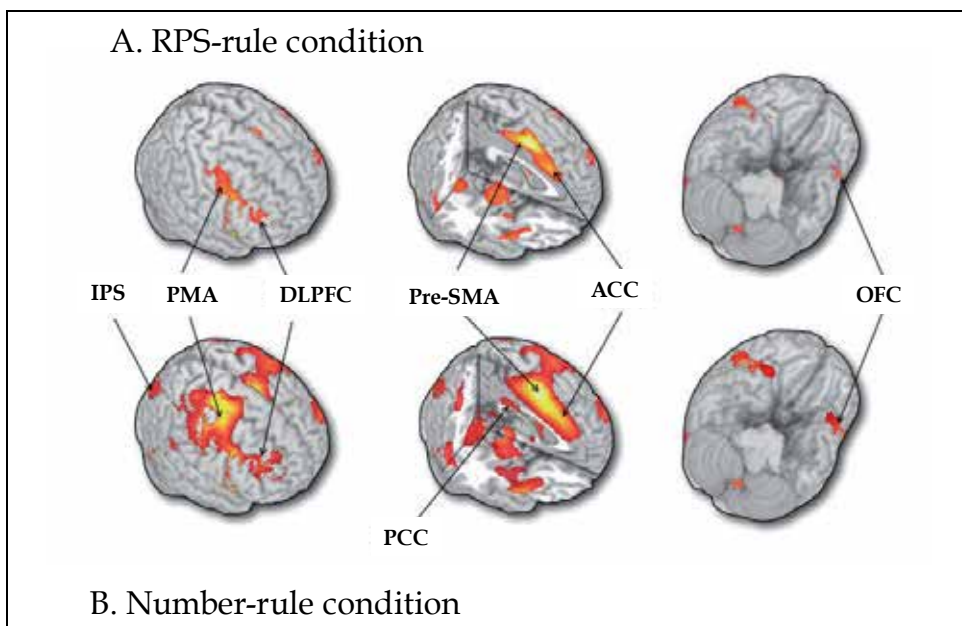 A. RPS-rule condition
IPS PMA DLPFC Pre-SMA ACC OFC
PCC
B. Number-rule condition